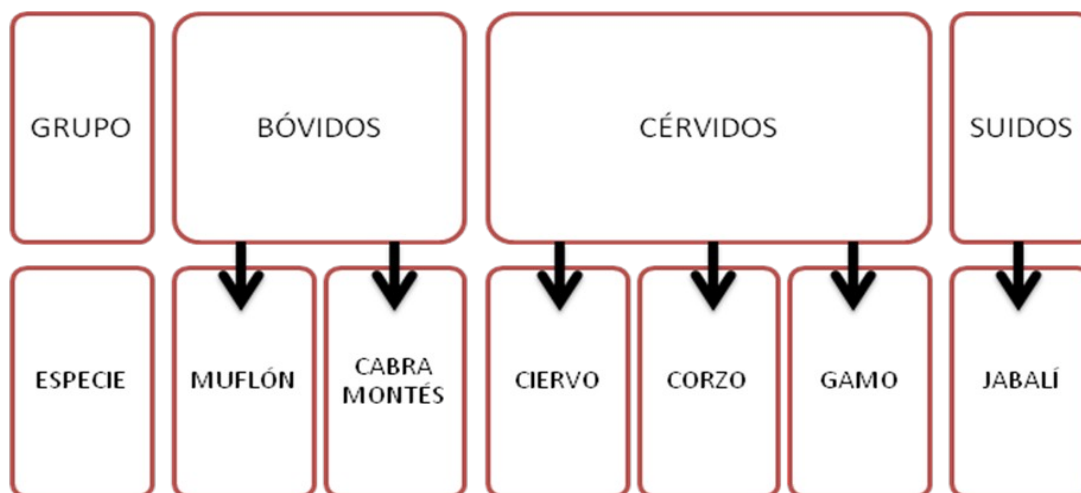 GRUPO
BÓVIDOS
CÉRVIDOS
SUIDOS
ESPECIE
MUFLÓN
CABRA
MONTÉS
CIERVO
CORZO
GAMO
JABALÍ